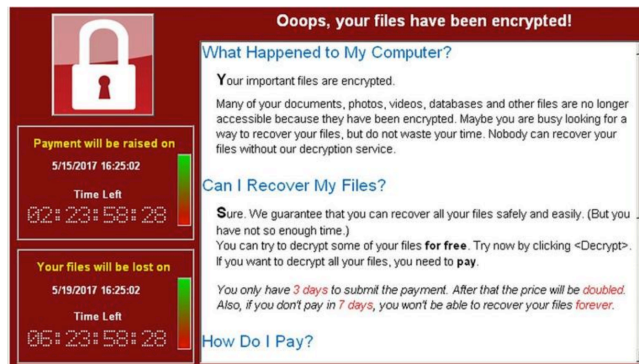 Ooops, your files have been encrypted!
Payment will be raised on
5/15/2017 16:25:02
Time Left
02:23:58:28
Your files will be lost on
5/19/2017 16:25:02
Time Left
06:23:58:28
What Happened to My Computer?
Your important files are encrypted.
Many of your documents, photos, videos, databases and other files are no longer
accessible because they have been encrypted. Maybe you are busy looking for a
way to recover your files, but do not waste your time. Nobody can recover your
files without our decryption service.
Can I Recover My Files?
Sure. We guarantee that you can recover all your files safely and easily. (But you
have not so enough time.)
You can try to decrypt some of your files for free. Try now by clicking <Decrypt>.
If you want to decrypt all your files, you need to pay.
You only have 3 days to submit the payment. After that the price will be doubled.
Also, if you don't pay in 7 days, you won't be able to recover your files forever.
How Do I Pay?